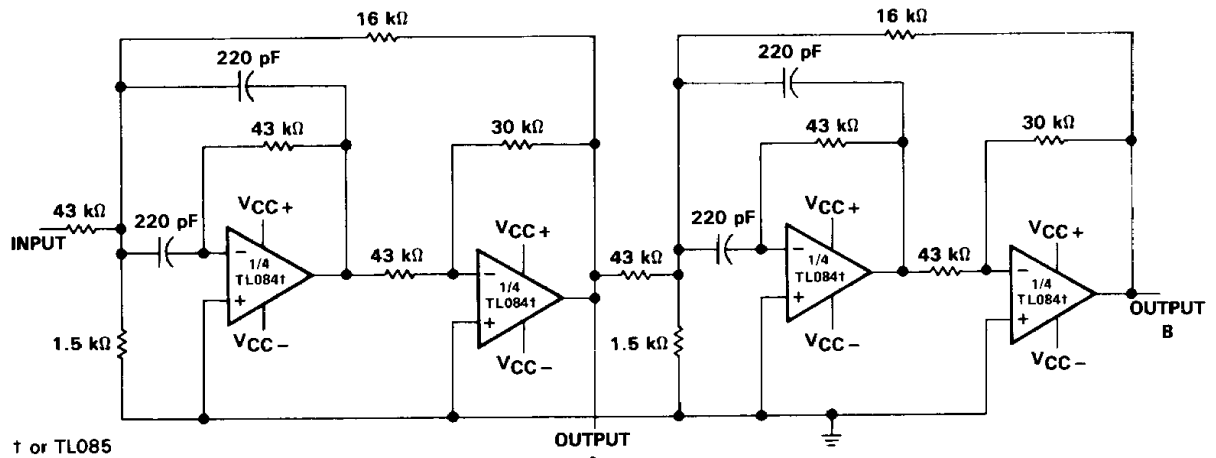 16 kΩ
16 kΩ
220 pF
220 pF
43 kΩ
30 kΩ
43 kΩ
30 kΩ
43 kΩ
INPUT
220 pF
VCC+
1/4
TL084†
VCC−
43 kΩ
VCC+
1/4
TL084†
VCC−
43 kΩ
220 pF
VCC+
1/4
TL084†
VCC−
43 kΩ
VCC+
1/4
TL084†
VCC−
OUTPUT
B
1.5 kΩ
1.5 kΩ
† or TL085
OUTPUT